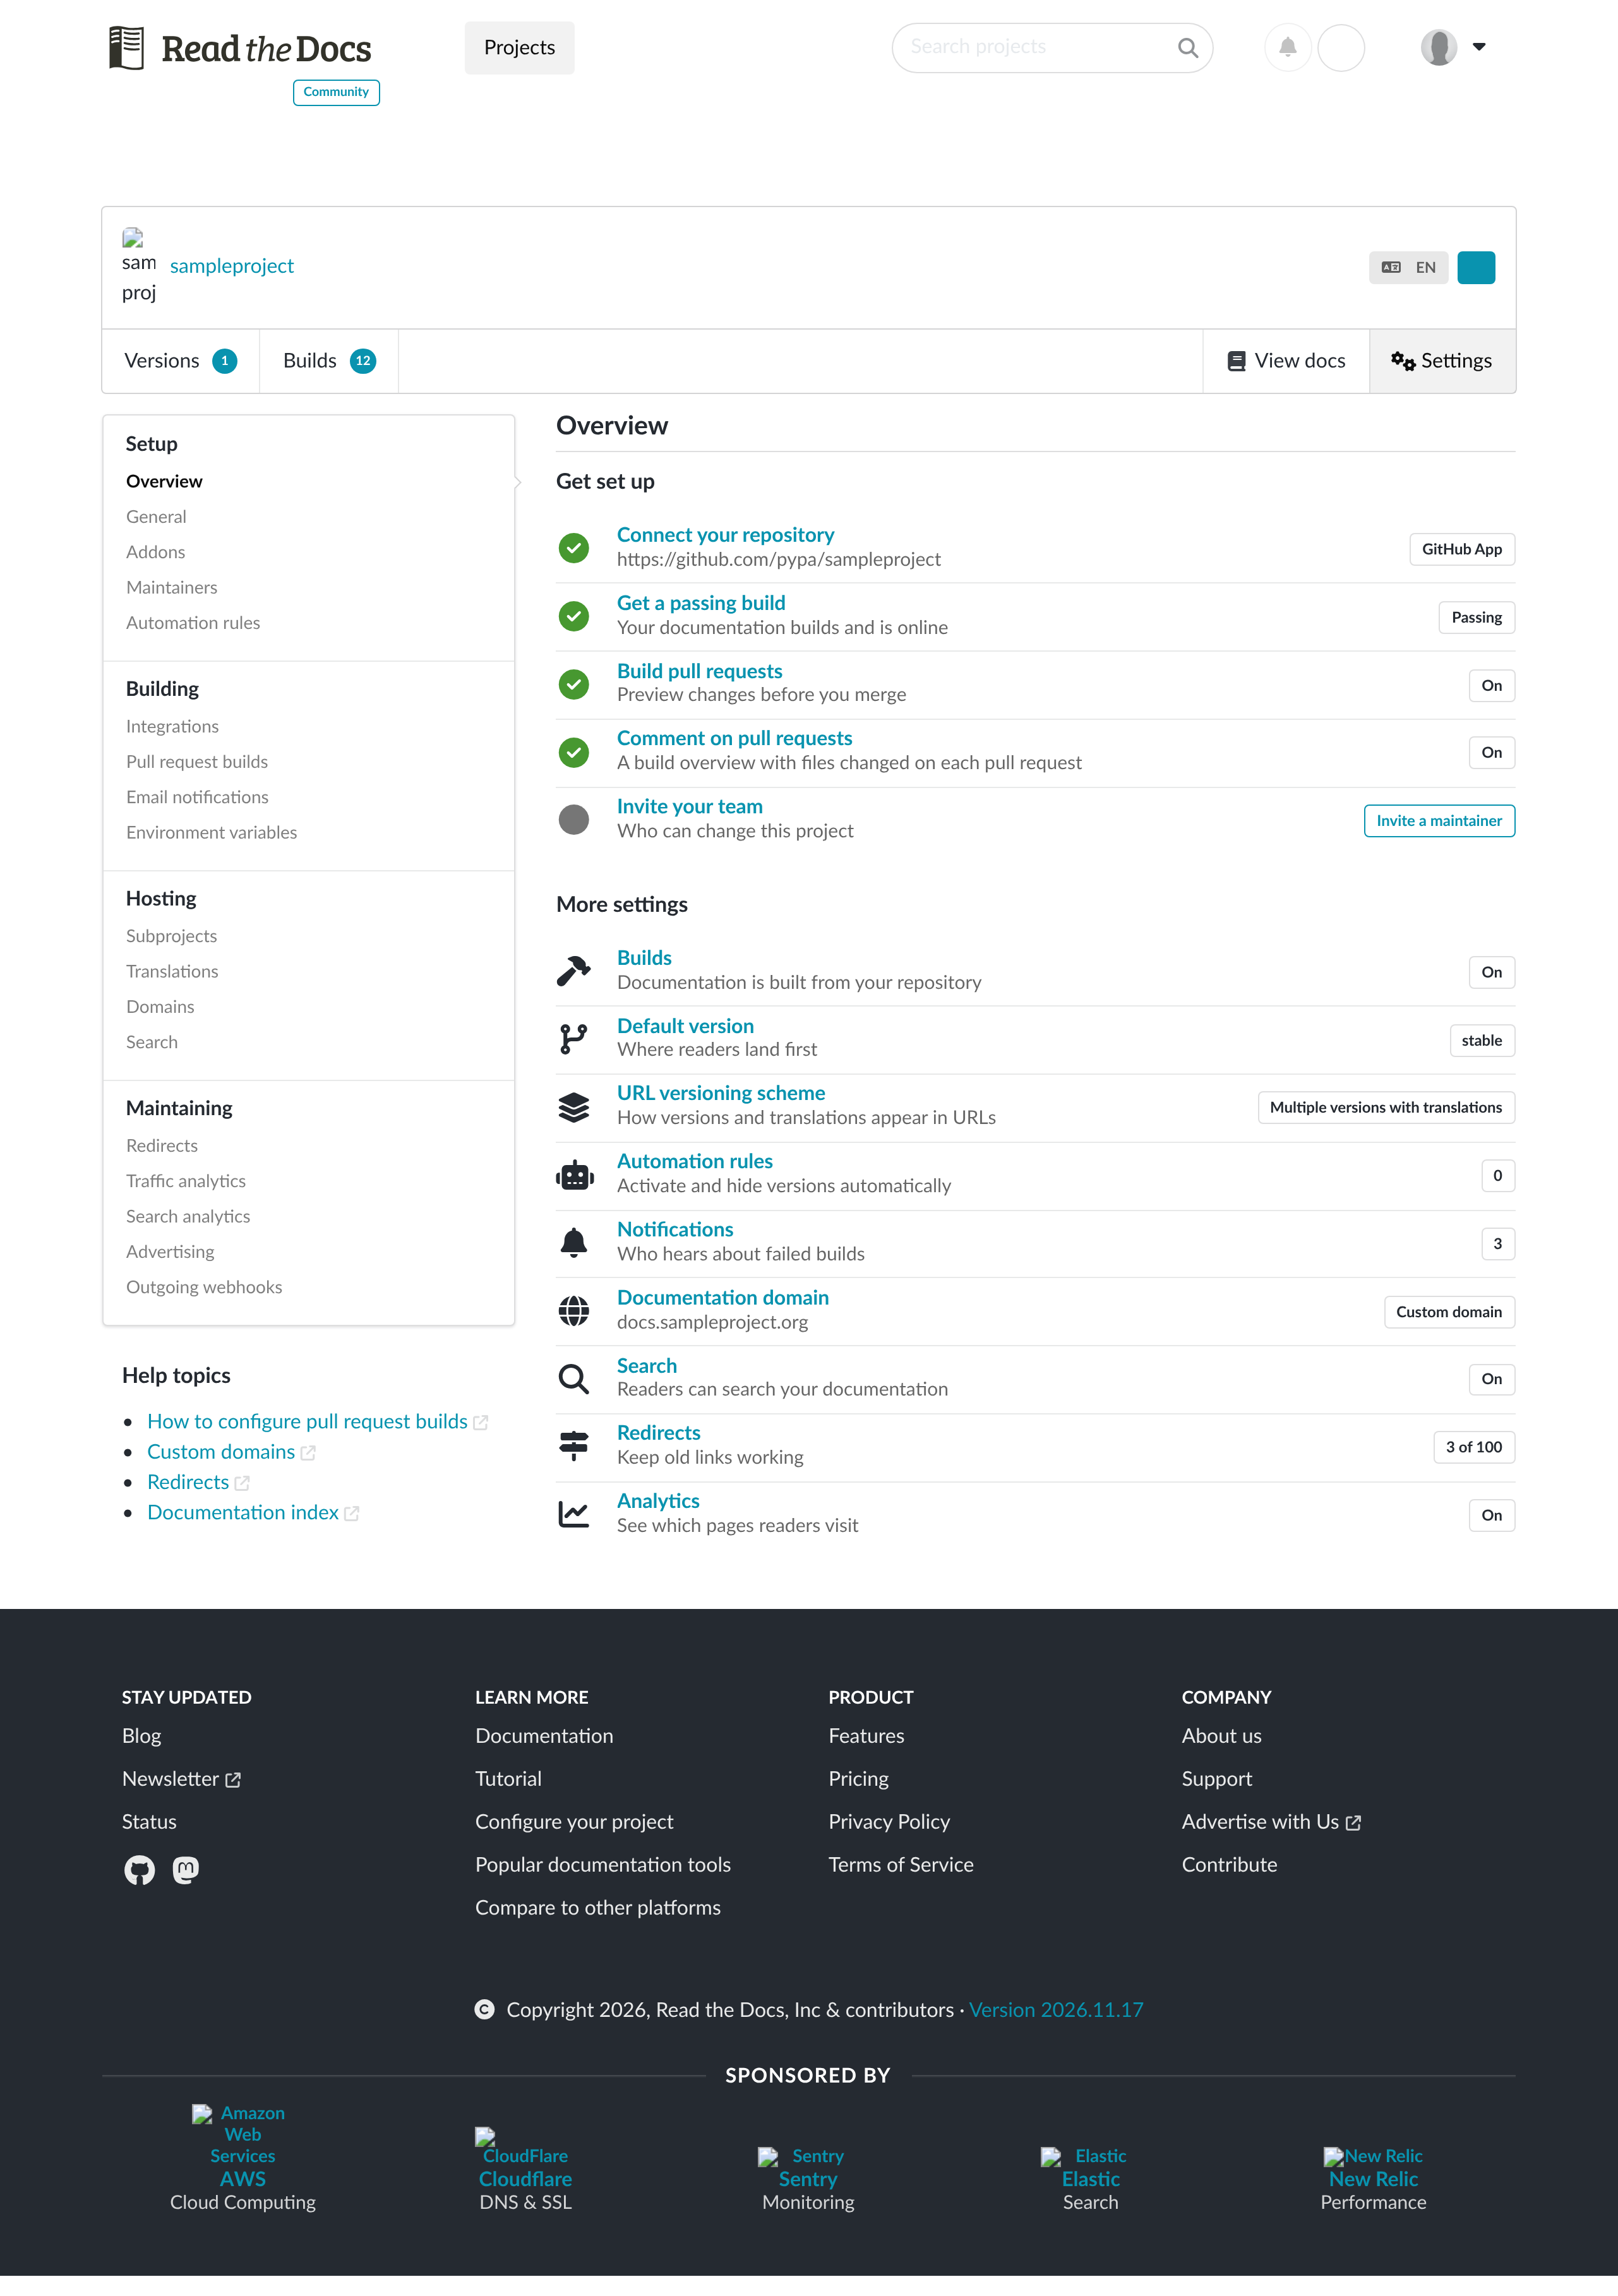 Read the Docs
Community
Projects
Search projects
sam
proj
sampleproject
EN
Versions 1
Builds 12
View docs
Settings
Setup
Overview
General
Addons
Maintainers
Automation rules
Building
Integrations
Pull request builds
Email notifications
Environment variables
Hosting
Subprojects
Translations
Domains
Search
Maintaining
Redirects
Traffic analytics
Search analytics
Advertising
Outgoing webhooks
Help topics
How to configure pull request builds
Custom domains
Redirects
Documentation index
Overview
Get set up
Connect your repository
https://github.com/pypa/sampleproject
GitHub App
Get a passing build
Your documentation builds and is online
Passing
Build pull requests
Preview changes before you merge
On
Comment on pull requests
A build overview with files changed on each pull request
On
Invite your team
Who can change this project
Invite a maintainer
More settings
Builds
Documentation is built from your repository
On
Default version
Where readers land first
stable
URL versioning scheme
How versions and translations appear in URLs
Multiple versions with translations
Automation rules
Activate and hide versions automatically
0
Notifications
Who hears about failed builds
3
Documentation domain
docs.sampleproject.org
Custom domain
Search
Readers can search your documentation
On
Redirects
Keep old links working
3 of 100
Analytics
See which pages readers visit
On
STAY UPDATED
Blog
Newsletter
Status
LEARN MORE
Documentation
Tutorial
Configure your project
Popular documentation tools
Compare to other platforms
PRODUCT
Features
Pricing
Privacy Policy
Terms of Service
COMPANY
About us
Support
Advertise with Us
Contribute
Copyright 2026, Read the Docs, Inc & contributors · Version 2026.11.17
SPONSORED BY
Amazon
Web
Services
AWS
Cloud Computing
CloudFlare
Cloudflare
DNS & SSL
Sentry
Sentry
Monitoring
Elastic
Elastic
Search
New Relic
New Relic
Performance